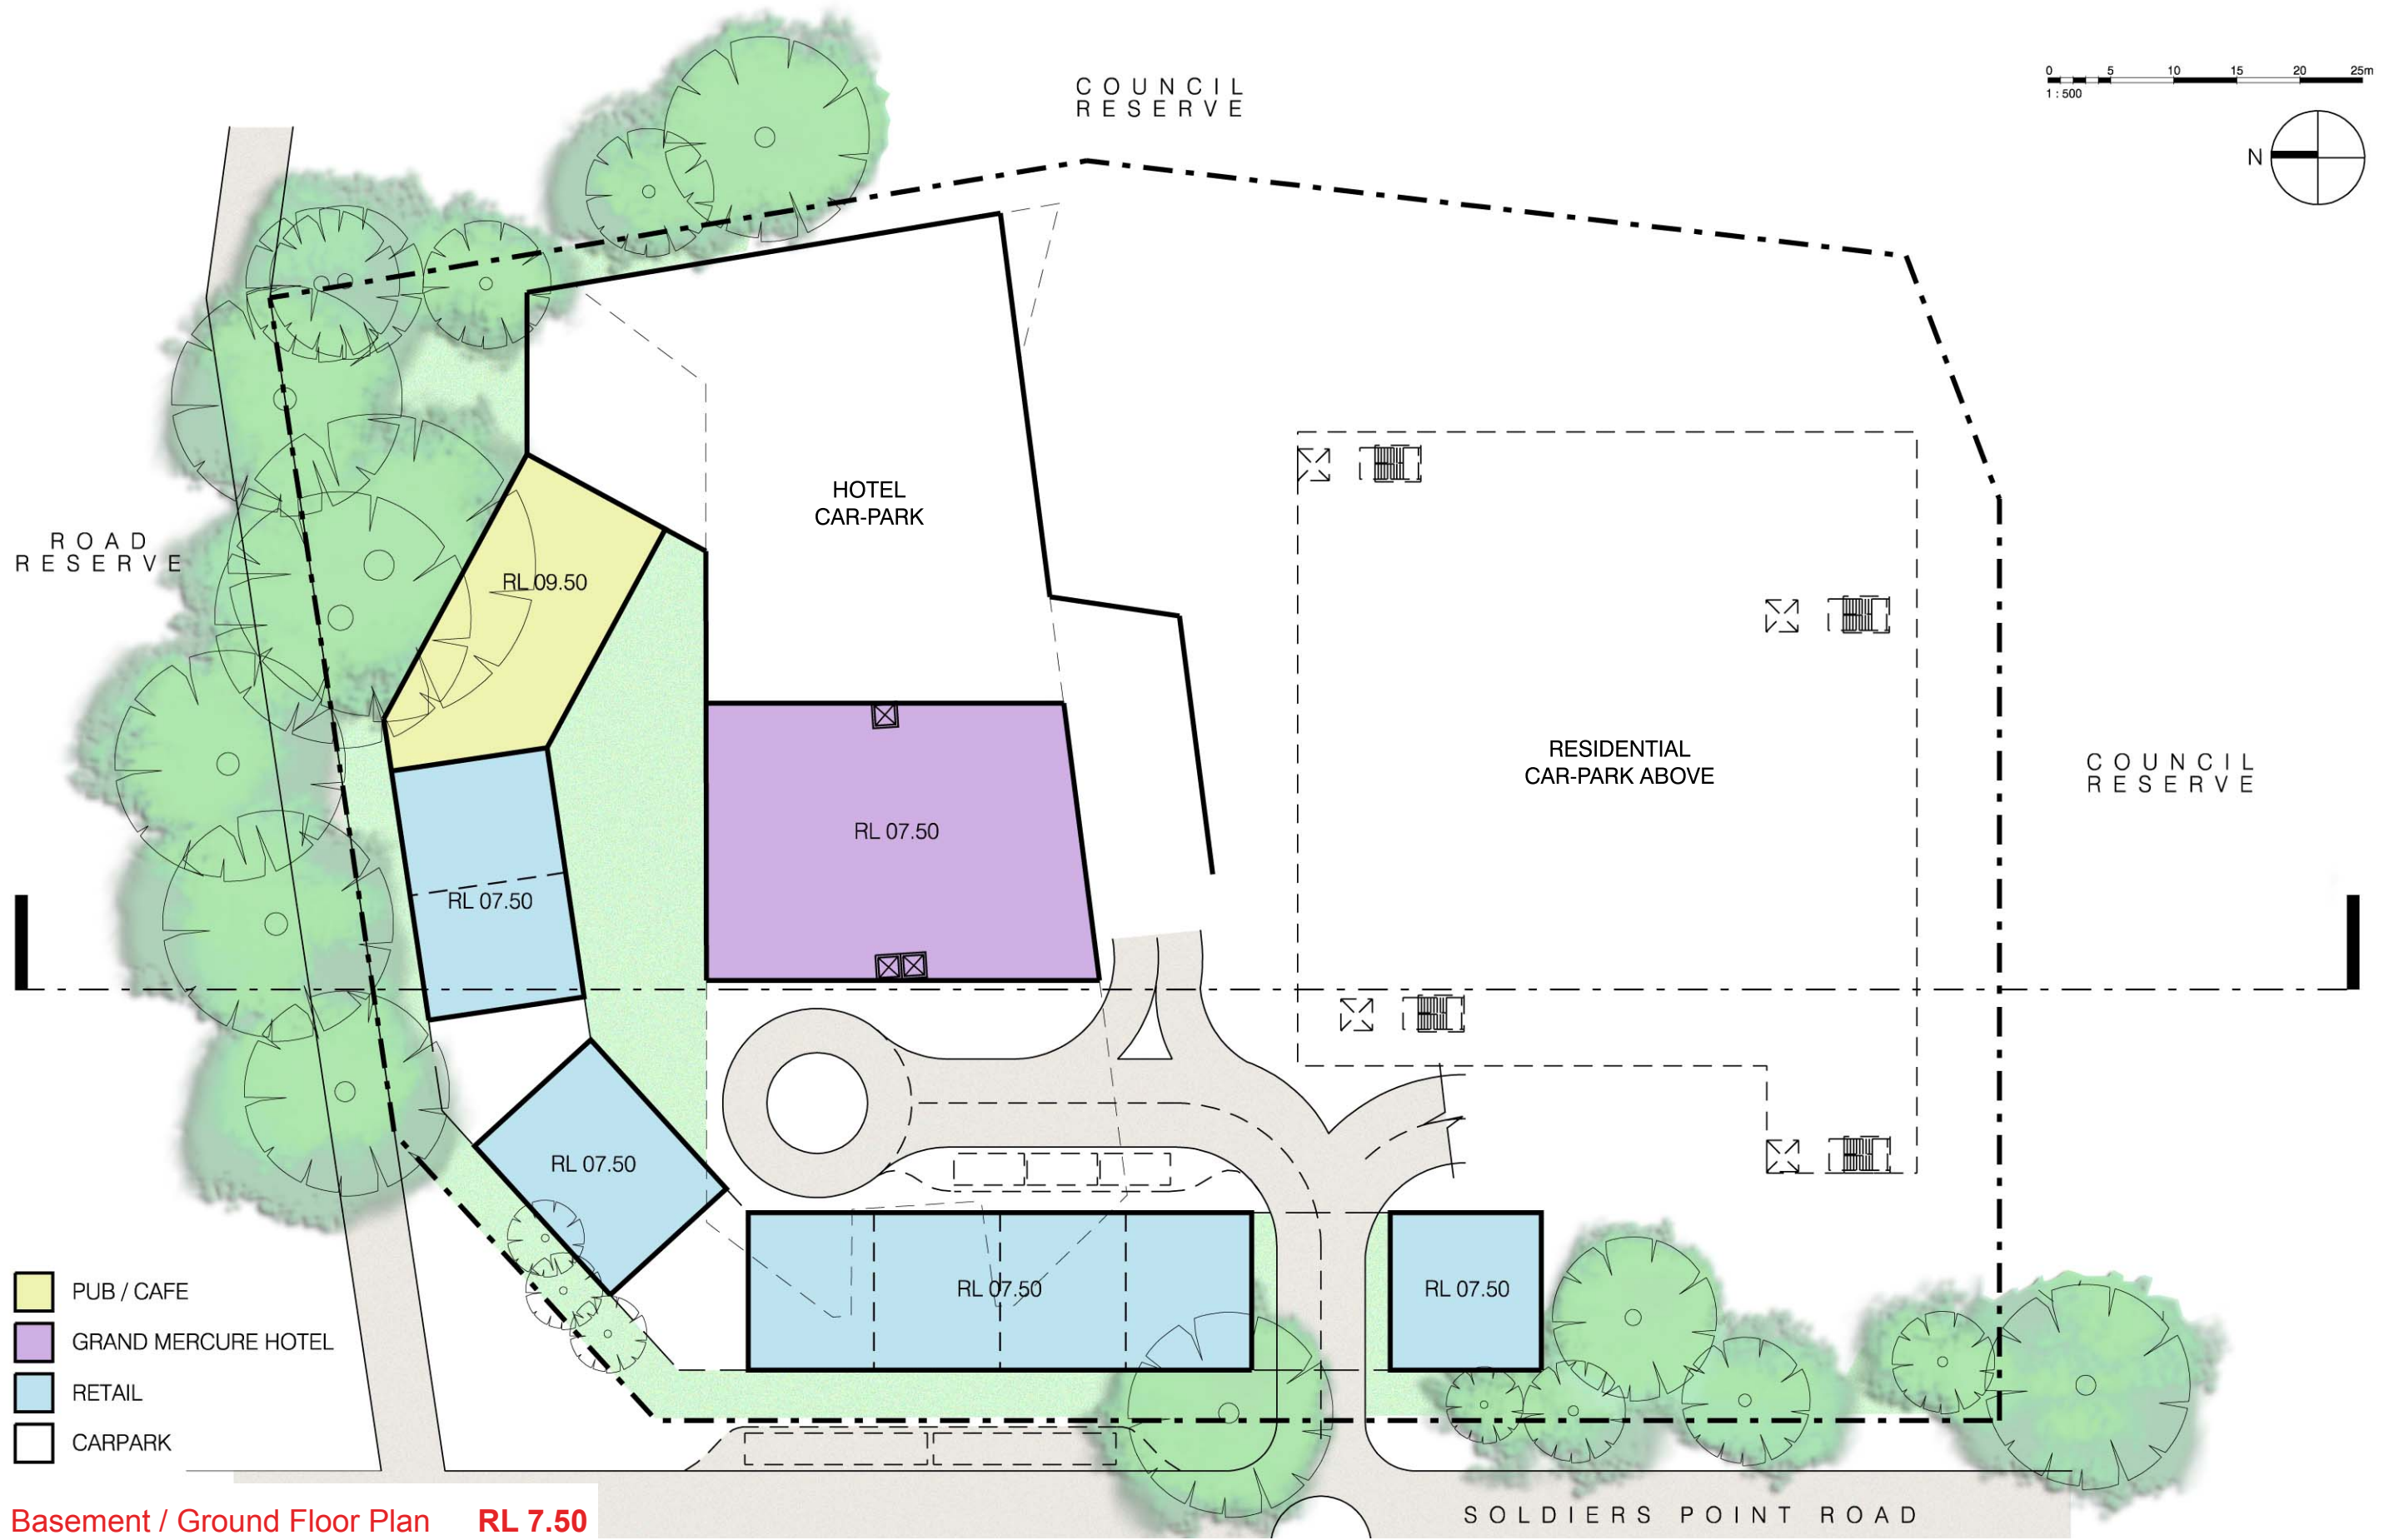 COUNCIL
RESERVE
0 5 10 15 20 25m
1 : 500
N
HOTEL
CAR-PARK
ROAD
RESERVE
RL 09.50
RESIDENTIAL
CAR-PARK ABOVE
COUNCIL
RESERVE
RL 07.50
RL 07.50
RL 07.50
RL 07.50
RL 07.50
PUB / CAFE
GRAND MERCURE HOTEL
RETAIL
CARPARK
SOLDIERS POINT ROAD
Basement / Ground Floor Plan RL 7.50